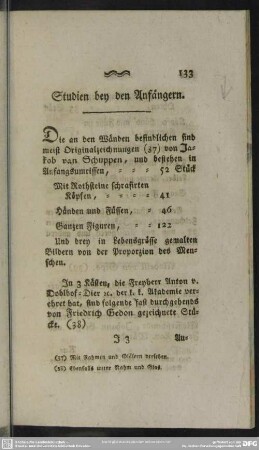 133
Studien bey den Anfängern.
Die an den Wänden befindlichen sind
meist Originalzeichnungen (37) von Ja-
kob van Schuppen, und bestehen in
Anfangsumrissen, - - - 52 Stück
Mit Rothsteine schrafirten
Köpfen, - - - - 41
Händen und Füssen, - - 46
Ganzen Figuren, - - - 122
Und drey in Lebensgrösse gemalten
Bildern von der Proporzion des Men-
schen.
In 3 Kästen, die Freyherr Anton v.
Doblhof-Dier ꝛc. der k. k. Akademie ver-
ehret hat, sind folgende fast durchgehends
von Friedrich Gedon gezeichnete Stü-
cke. (38)
J 3 An-
(37) Mit Rahmen und Gläsern versehen.
(38) Ebenfalls unter Rahm und Glas.
DFG